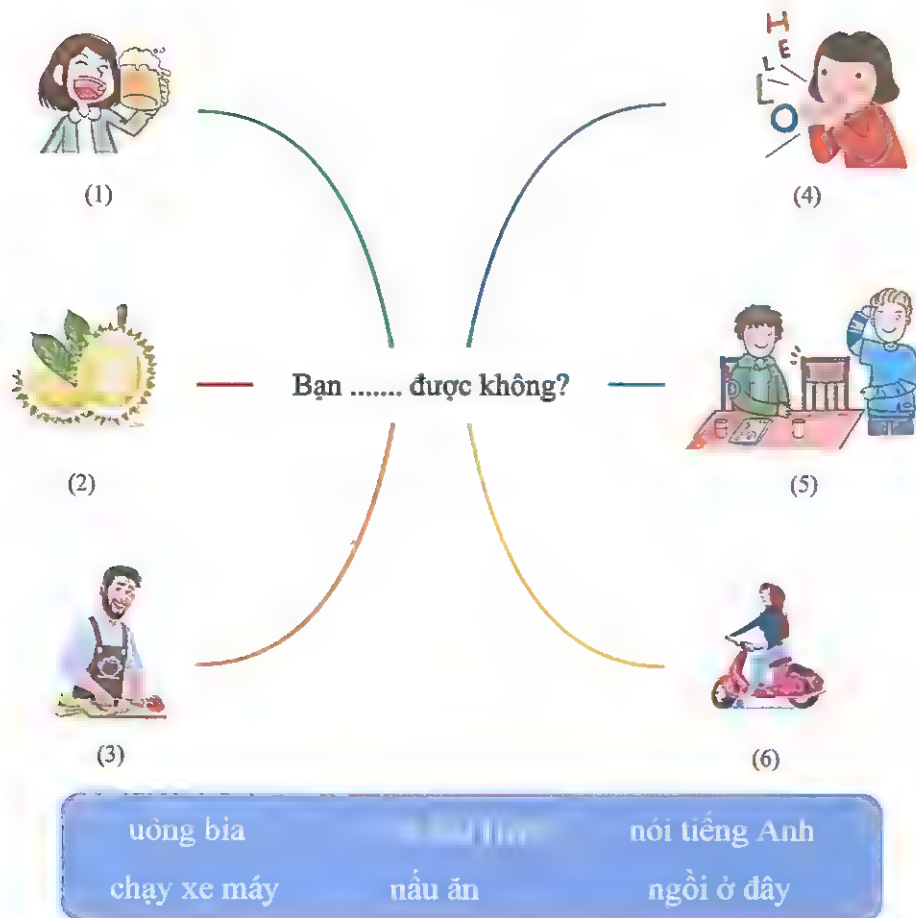 H
E
L
L
O
(1)
(4)
Bạn ....... được không?
(2)
(5)
(3)
(6)
uông bia
nói tiếng Anh
chạy xe máy
nấu ăn
ngồi ở đây